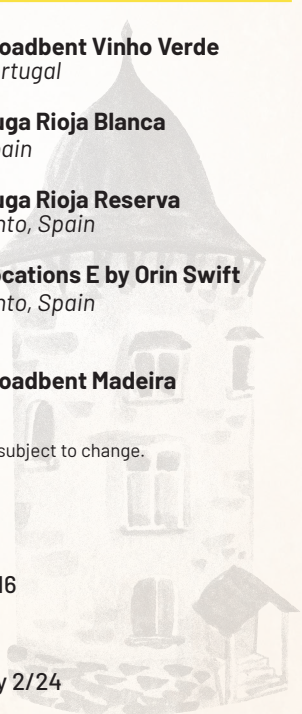 oadbent Vinho Verde
rtugal
uga Rioja Blanca
ain
uga Rioja Reserva
nto, Spain
ocations E by Orin Swift
nto, Spain
oadbent Madeira
subject to change.
16
y 2/24